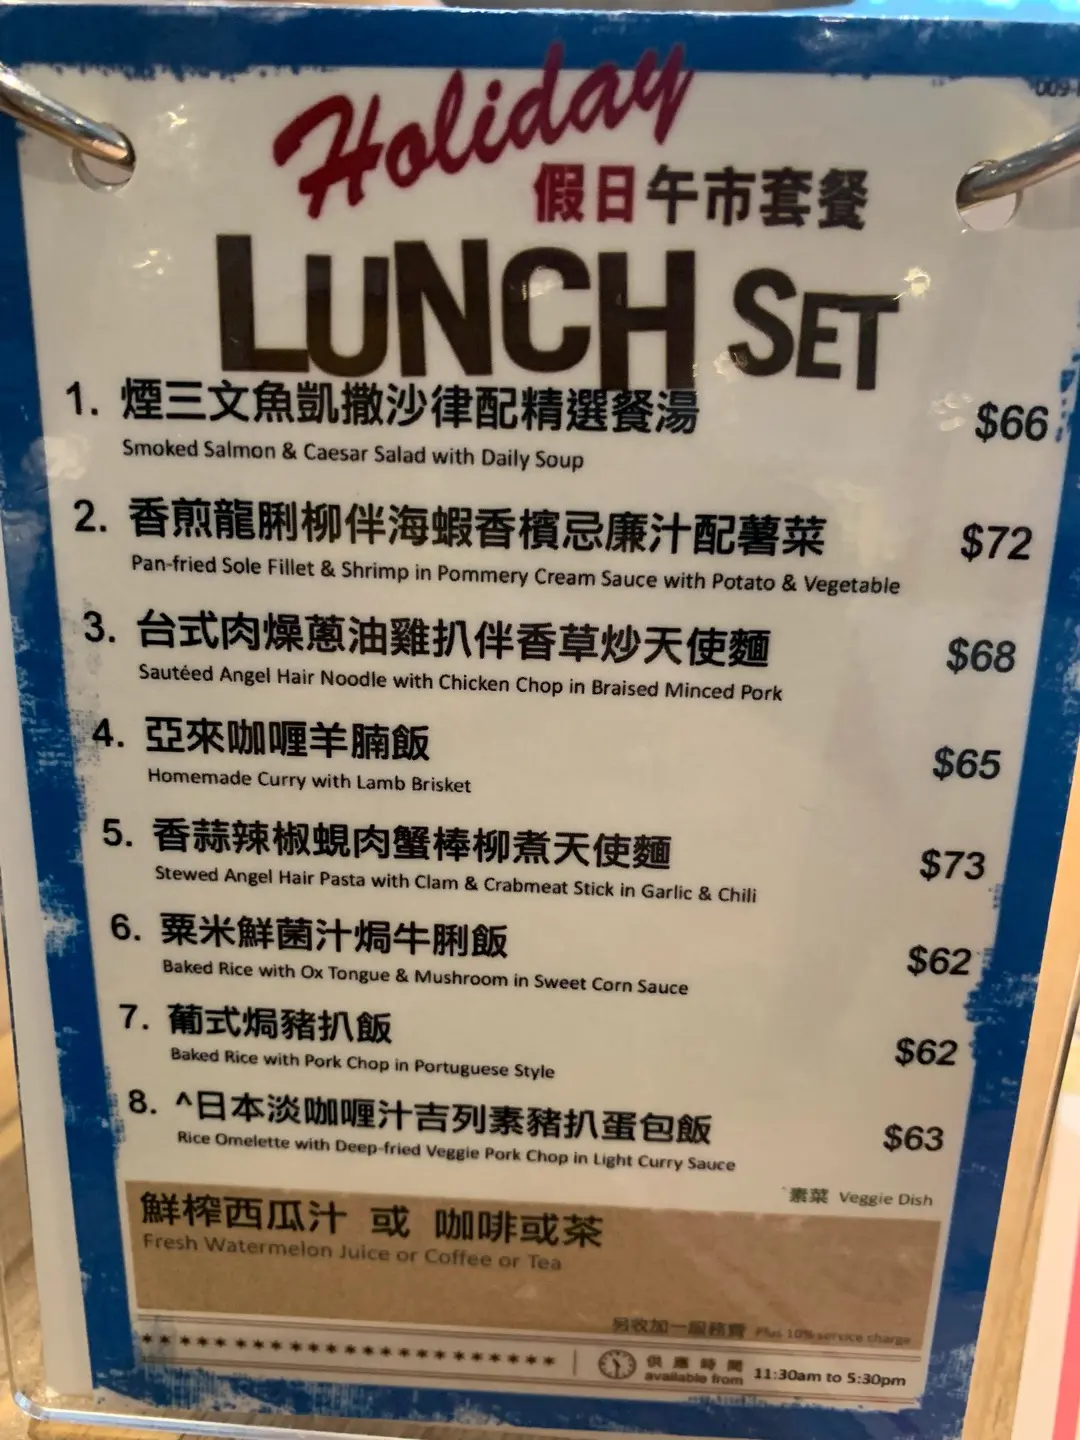 Holiday
假日午市套餐
LUNCH SET
1. 煙三文魚凱撒沙律配精選餐湯 $66
Smoked Salmon & Caesar Salad with Daily Soup
2. 香煎龍脷柳伴海蝦香檳忌廉汁配薯菜 $72
Pan-fried Sole Fillet & Shrimp in Pommery Cream Sauce with Potato & Vegetable
3. 台式肉燥蔥油雞扒伴香草炒天使麵 $68
Sautéed Angel Hair Noodle with Chicken Chop in Braised Minced Pork
4. 亞來咖喱羊腩飯 $65
Homemade Curry with Lamb Brisket
5. 香蒜辣椒蜆肉蟹棒柳煮天使麵 $73
Stewed Angel Hair Pasta with Clam & Crabmeat Stick in Garlic & Chili
6. 粟米鮮菌汁焗牛脷飯 $62
Baked Rice with Ox Tongue & Mushroom in Sweet Corn Sauce
7. 葡式焗豬扒飯 $62
Baked Rice with Pork Chop in Portuguese Style
8. ^日本淡咖喱汁吉列素豬扒蛋包飯 $63
Rice Omelette with Deep-fried Veggie Pork Chop in Light Curry Sauce
^素菜 Veggie Dish
鮮榨西瓜汁 或 咖啡或茶
Fresh Watermelon Juice or Coffee or Tea
另收加一服務費 Plus 10% service charge
供應時間
available from 11:30am to 5:30pm